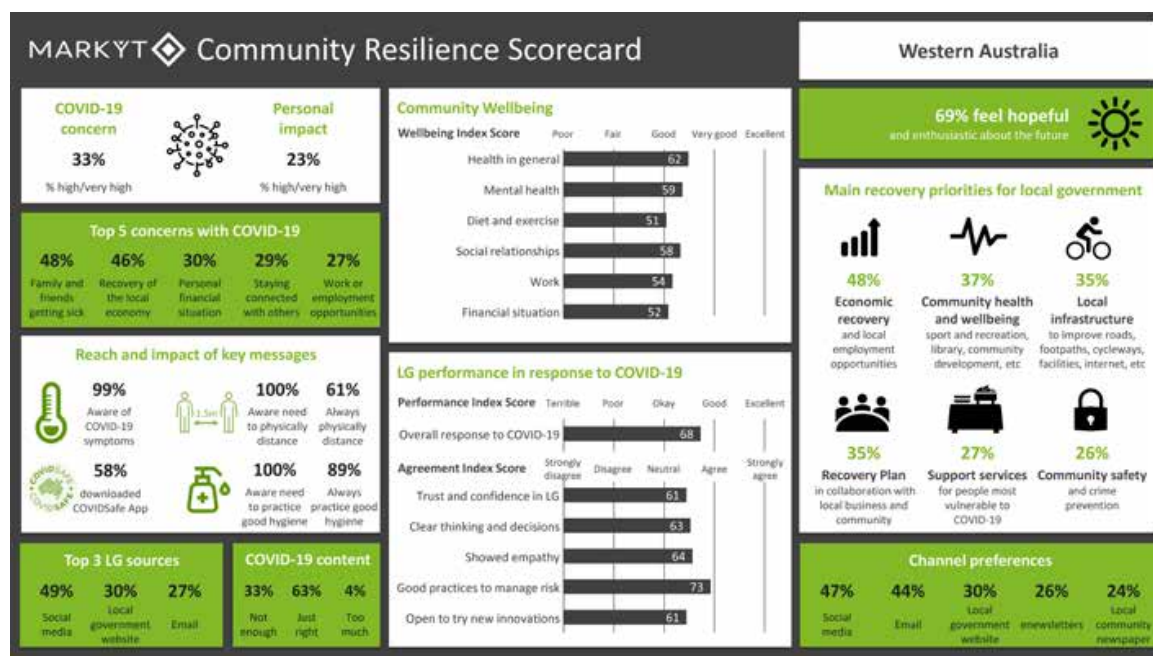 MARKYT Community Resilience Scorecard
Western Australia
COVID-19
concern
33%
% high/very high
Personal
impact
23%
% high/very high
Top 5 concerns with COVID-19
48%
Family and
friends
getting sick
46%
Recovery of
the local
economy
30%
Personal
financial
situation
29%
Staying
connected
with others
27%
Work or
employment
opportunities
Reach and impact of key messages
99%
Aware of
COVID-19
symptoms
1.5m
100%
Aware need
to physically
distance
61%
Always
physically
distance
COVIDSAFE
COVIDSAFE
58%
downloaded
COVIDSafe App
100%
Aware need
to practice
good hygiene
89%
Always
practice good
hygiene
Top 3 LG sources
49%
Social
media
30%
Local
government
website
27%
Email
COVID-19 content
33%
Not
enough
63%
Just
right
4%
Too
much
Community Wellbeing
Wellbeing Index Score Poor Fair Good Very good Excellent
Health in general 62
Mental health 59
Diet and exercise 51
Social relationships 58
Work 54
Financial situation 52
LG performance in response to COVID-19
Performance Index Score Terrible Poor Okay Good Excellent
Overall response to COVID-19 68
Agreement Index Score Strongly disagree Disagree Neutral Agree Strongly agree
Trust and confidence in LG 61
Clear thinking and decisions 63
Showed empathy 64
Good practices to manage risk 73
Open to try new innovations 61
69% feel hopeful
and enthusiastic about the future
Main recovery priorities for local government
48%
Economic
recovery
and local
employment
opportunities
37%
Community health
and wellbeing
sport and recreation,
library, community
development, etc
35%
Local
infrastructure
to improve roads,
footpaths, cycleways,
facilities, internet, etc
35%
Recovery Plan
in collaboration with
local business and
community
27%
Support services
for people most
vulnerable to
COVID-19
26%
Community safety
and crime
prevention
Channel preferences
47%
Social
media
44%
Email
30%
Local
government
website
26%
enewsletters
24%
Local
community
newspaper